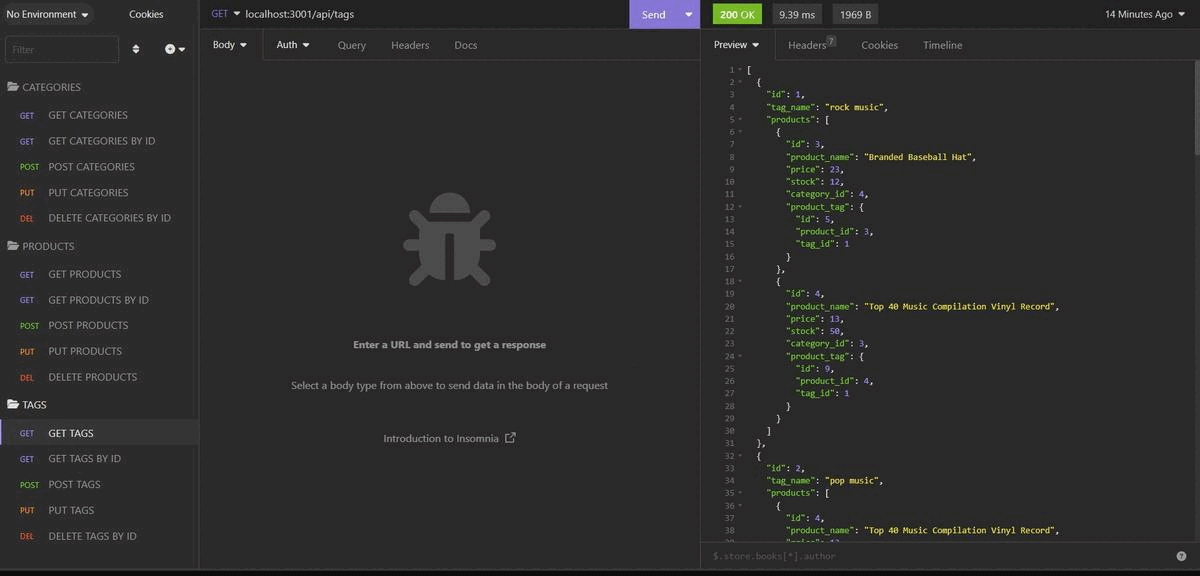 No Environment
Cookies
Filter
CATEGORIES
GET GET CATEGORIES
GET GET CATEGORIES BY ID
POST POST CATEGORIES
PUT PUT CATEGORIES
DEL DELETE CATEGORIES BY ID
PRODUCTS
GET GET PRODUCTS
GET GET PRODUCTS BY ID
POST POST PRODUCTS
PUT PUT PRODUCTS
DEL DELETE PRODUCTS
TAGS
GET GET TAGS
GET GET TAGS BY ID
POST POST TAGS
PUT PUT TAGS
DEL DELETE TAGS BY ID
GET localhost:3001/api/tags
Send
Body Auth Query Headers Docs
Enter a URL and send to get a response
Select a body type from above to send data in the body of a request
Introduction to Insomnia
200 OK 9.39 ms 1969 B 14 Minutes Ago
Preview Headers 7 Cookies Timeline
1 [
2 {
3 "id": 1,
4 "tag_name": "rock music",
5 "products": [
6 {
7 "id": 3,
8 "product_name": "Branded Baseball Hat",
9 "price": 23,
10 "stock": 12,
11 "category_id": 4,
12 "product_tag": {
13 "id": 5,
14 "product_id": 3,
15 "tag_id": 1
16 }
17 },
18 {
19 "id": 4,
20 "product_name": "Top 40 Music Compilation Vinyl Record",
21 "price": 13,
22 "stock": 50,
23 "category_id": 3,
24 "product_tag": {
25 "id": 9,
26 "product_id": 4,
27 "tag_id": 1
28 }
29 }
30 ]
31 },
32 {
33 "id": 2,
34 "tag_name": "pop music",
35 "products": [
36 {
37 "id": 4,
38 "product_name": "Top 40 Music Compilation Vinyl Record",
$.store.books[*].author
?